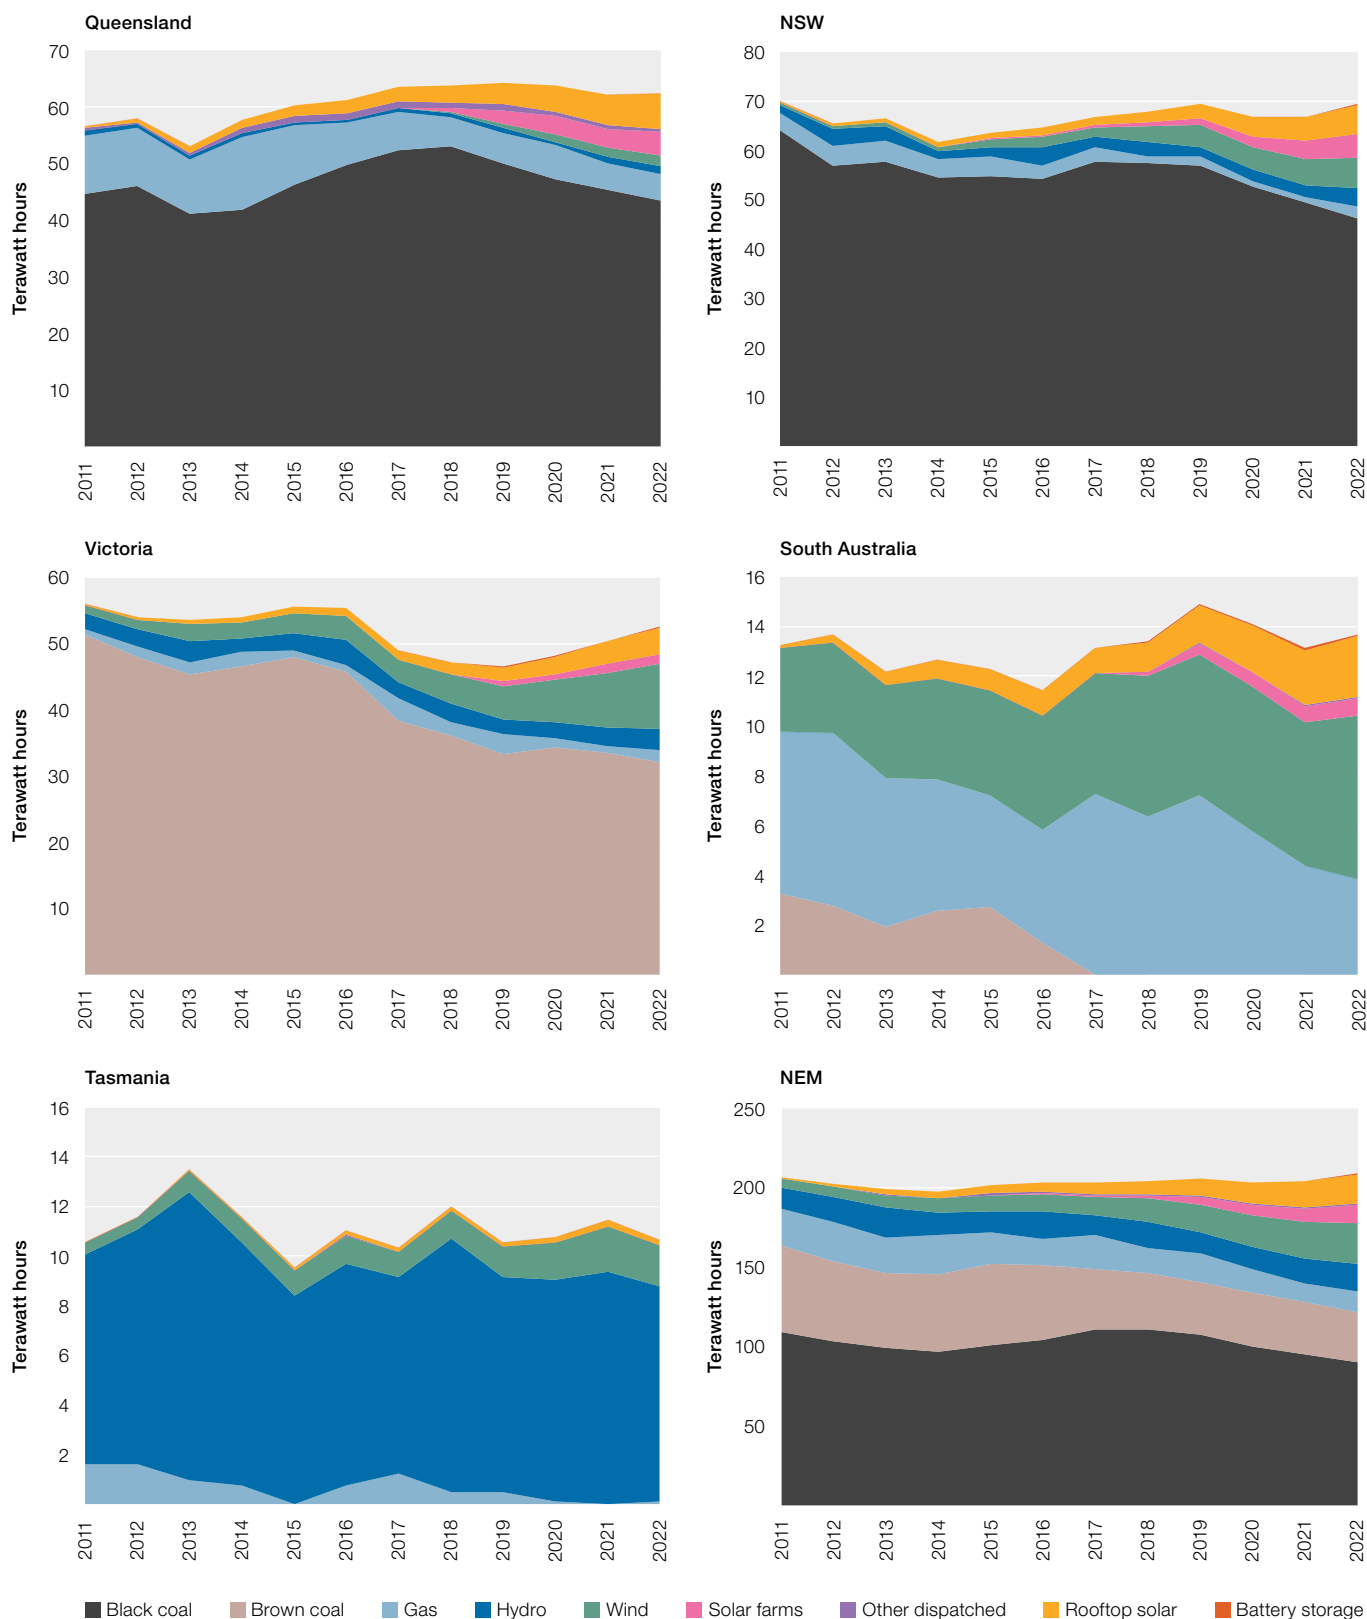 Queensland
Terawatt hours
70
60
50
40
30
20
10
2011 2012 2013 2014 2015 2016 2017 2018 2019 2020 2021 2022
NSW
Terawatt hours
80
70
60
50
40
30
20
10
2011 2012 2013 2014 2015 2016 2017 2018 2019 2020 2021 2022
Victoria
Terawatt hours
60
50
40
30
20
10
2011 2012 2013 2014 2015 2016 2017 2018 2019 2020 2021 2022
South Australia
Terawatt hours
16
14
12
10
8
6
4
2
2011 2012 2013 2014 2015 2016 2017 2018 2019 2020 2021 2022
Tasmania
Terawatt hours
16
14
12
10
8
6
4
2
2011 2012 2013 2014 2015 2016 2017 2018 2019 2020 2021 2022
NEM
Terawatt hours
250
200
150
100
50
2011 2012 2013 2014 2015 2016 2017 2018 2019 2020 2021 2022
Black coal Brown coal Gas Hydro Wind Solar farms Other dispatched Rooftop solar Battery storage